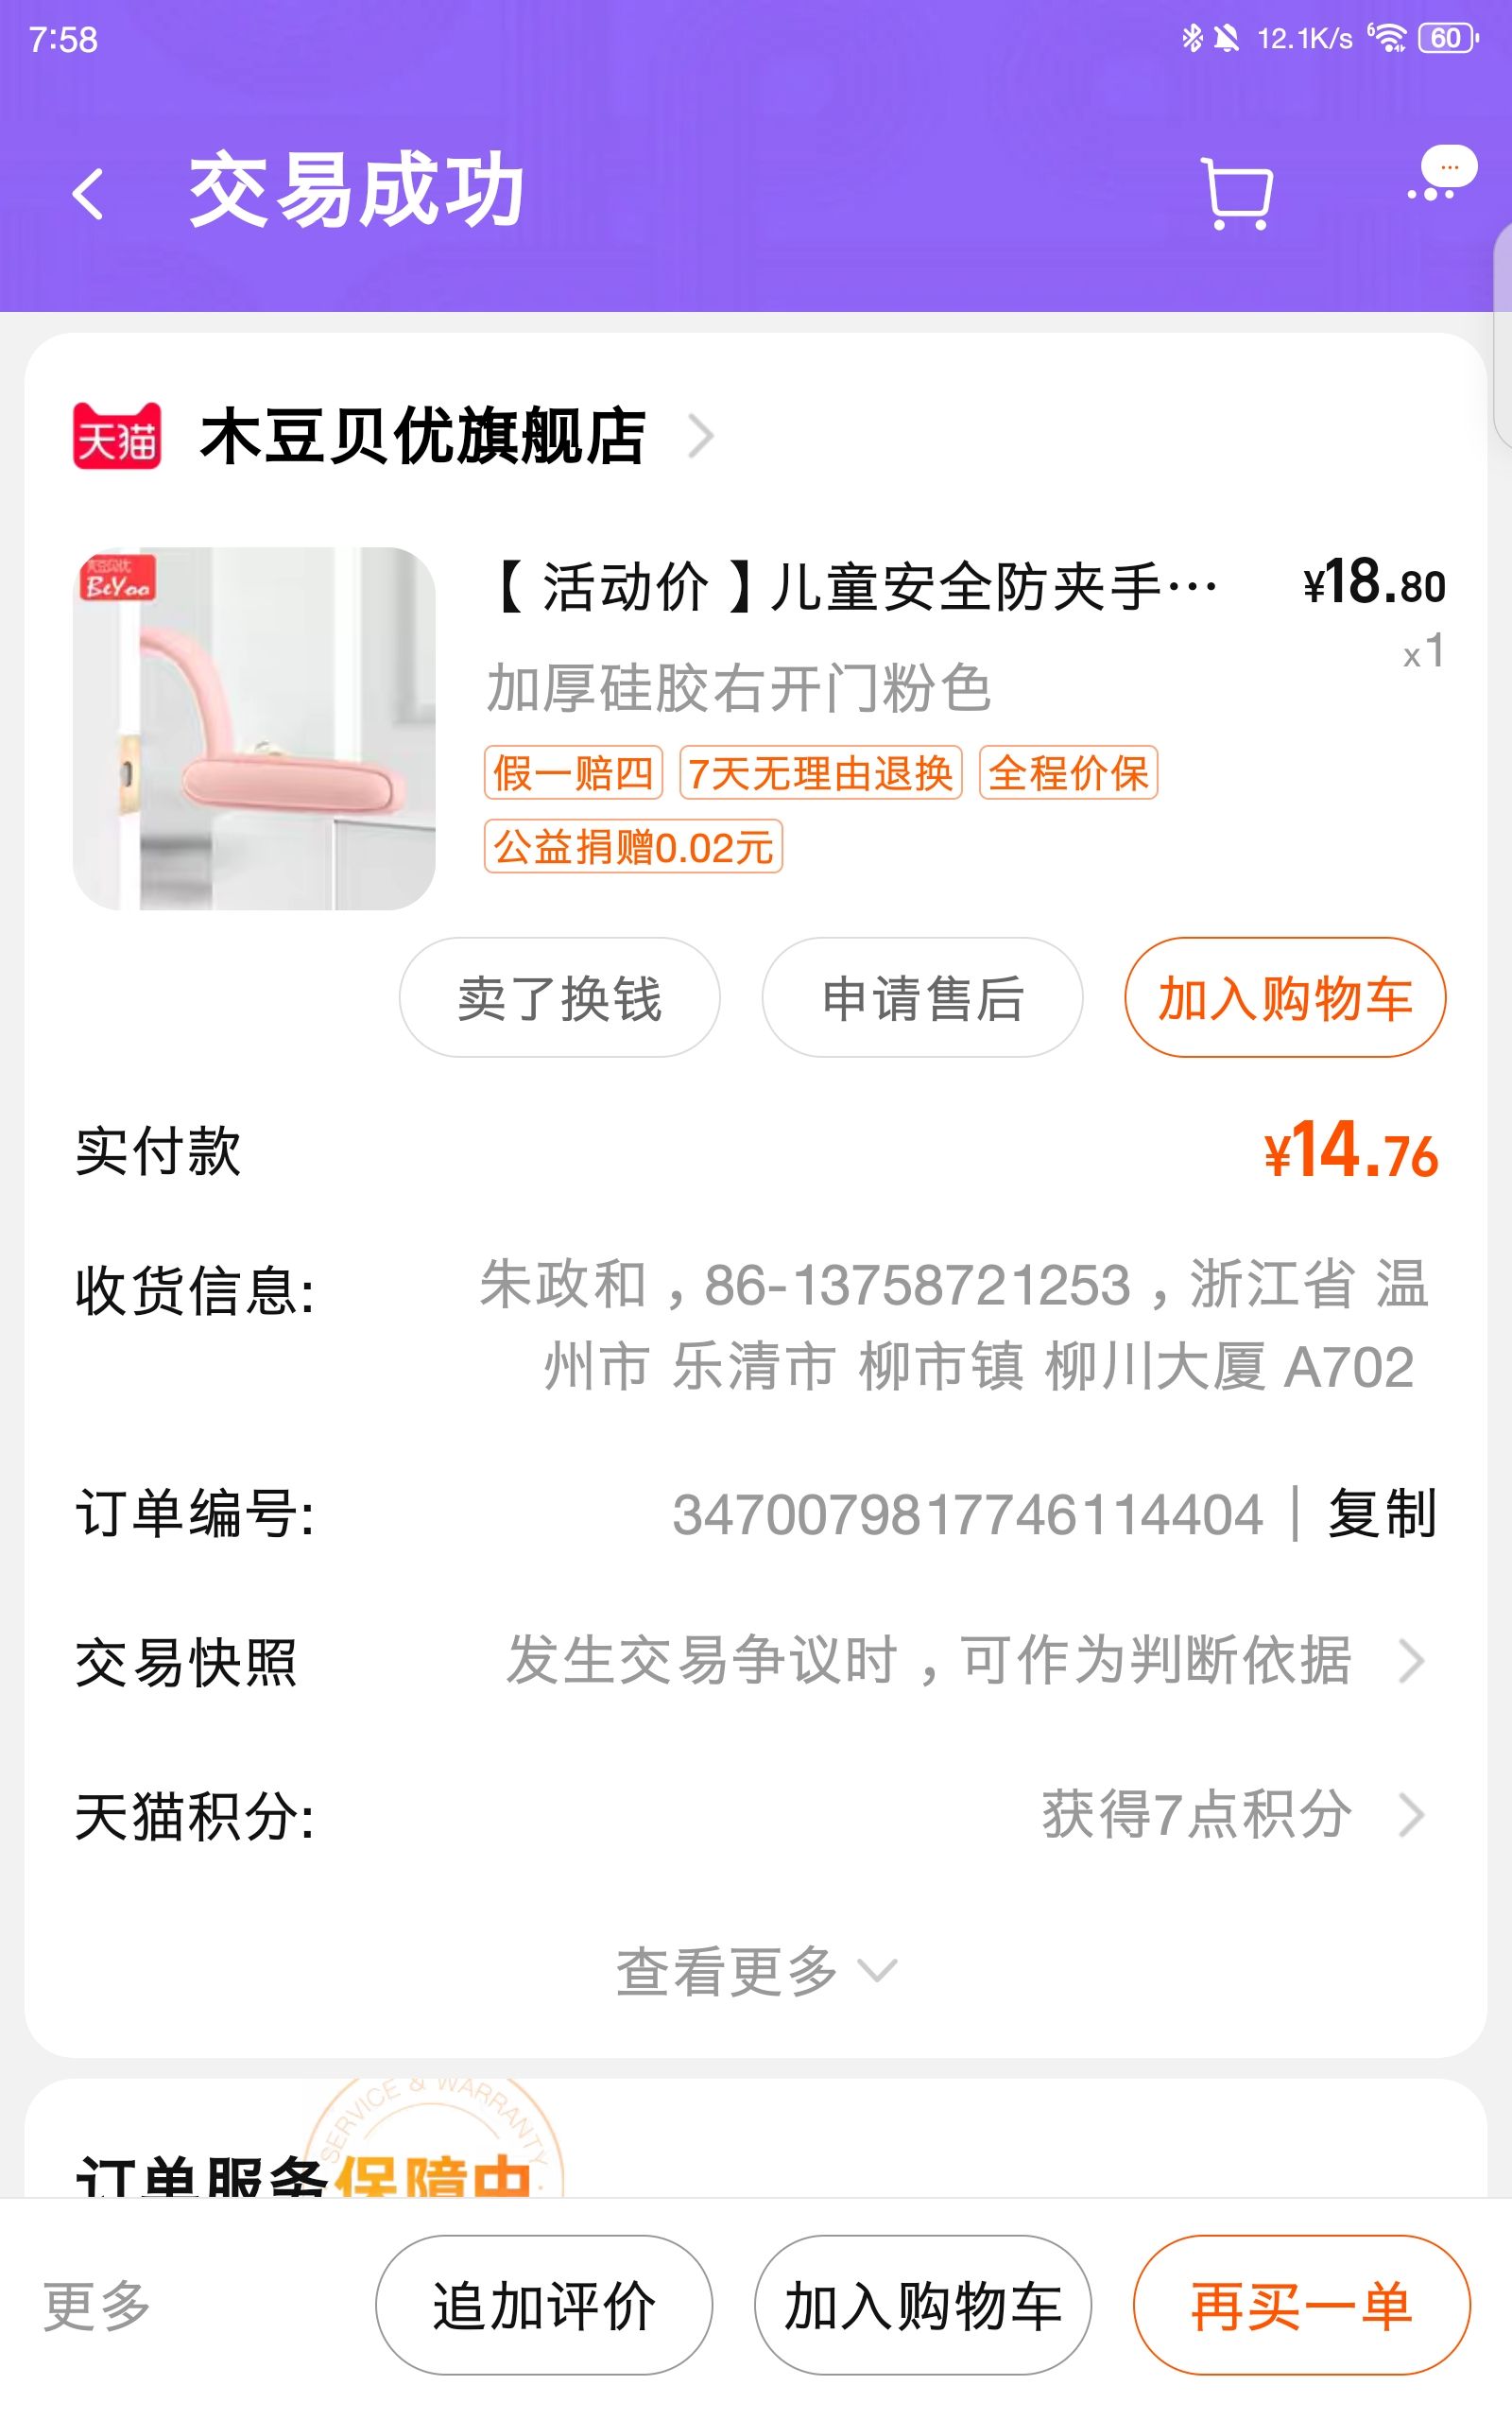 7:58
12.1K/s 6 60
交易成功
天猫 木豆贝优旗舰店
木豆贝优
BeYoo
【 活动价 】儿童安全防夹手… ¥18.80
加厚硅胶右开门粉色 x1
假一赔四 7天无理由退换 全程价保
公益捐赠0.02元
卖了换钱 申请售后 加入购物车
实付款 ¥14.76
收货信息: 朱政和，86-13758721253，浙江省 温
州市 乐清市 柳市镇 柳川大厦 A702
订单编号: 3470079817746114404 | 复制
交易快照 发生交易争议时，可作为判断依据
天猫积分: 获得7点积分
查看更多
SERVICE & WARRANTY
订单服务保障中
更多 追加评价 加入购物车 再买一单